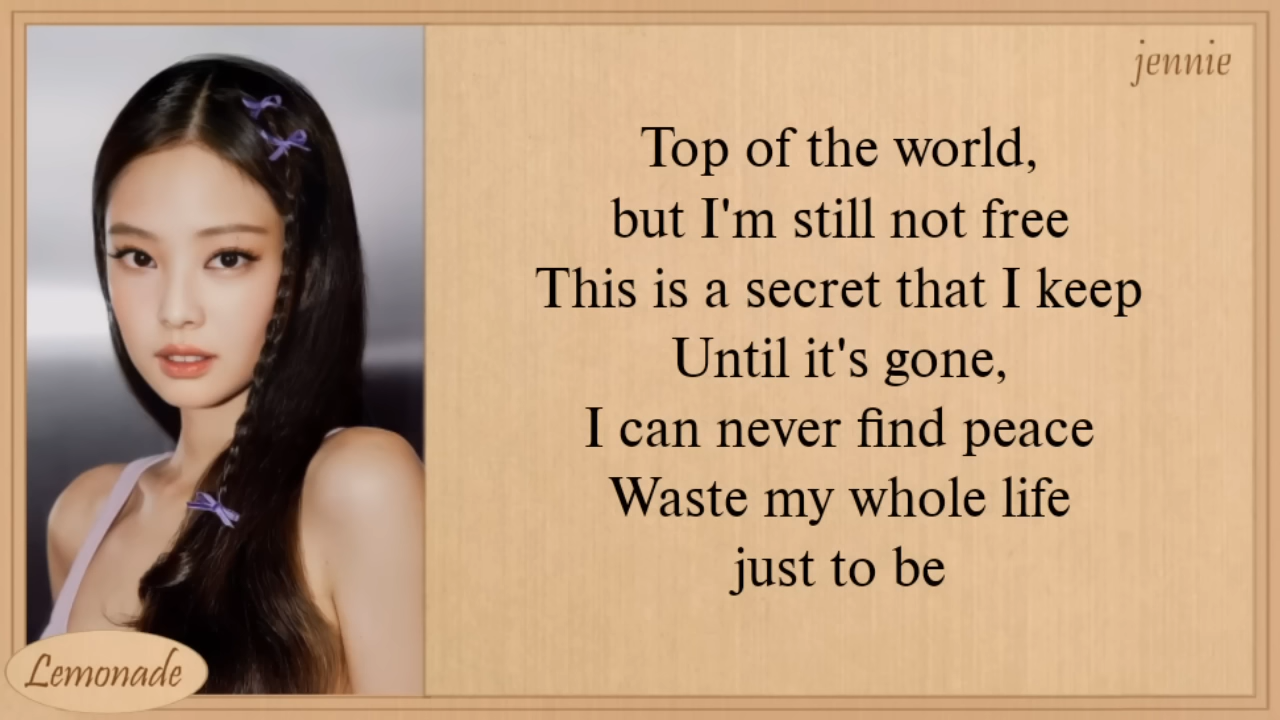 jennie
Top of the world,
but I'm still not free
This is a secret that I keep
Until it's gone,
I can never find peace
Waste my whole life
just to be
Lemonade